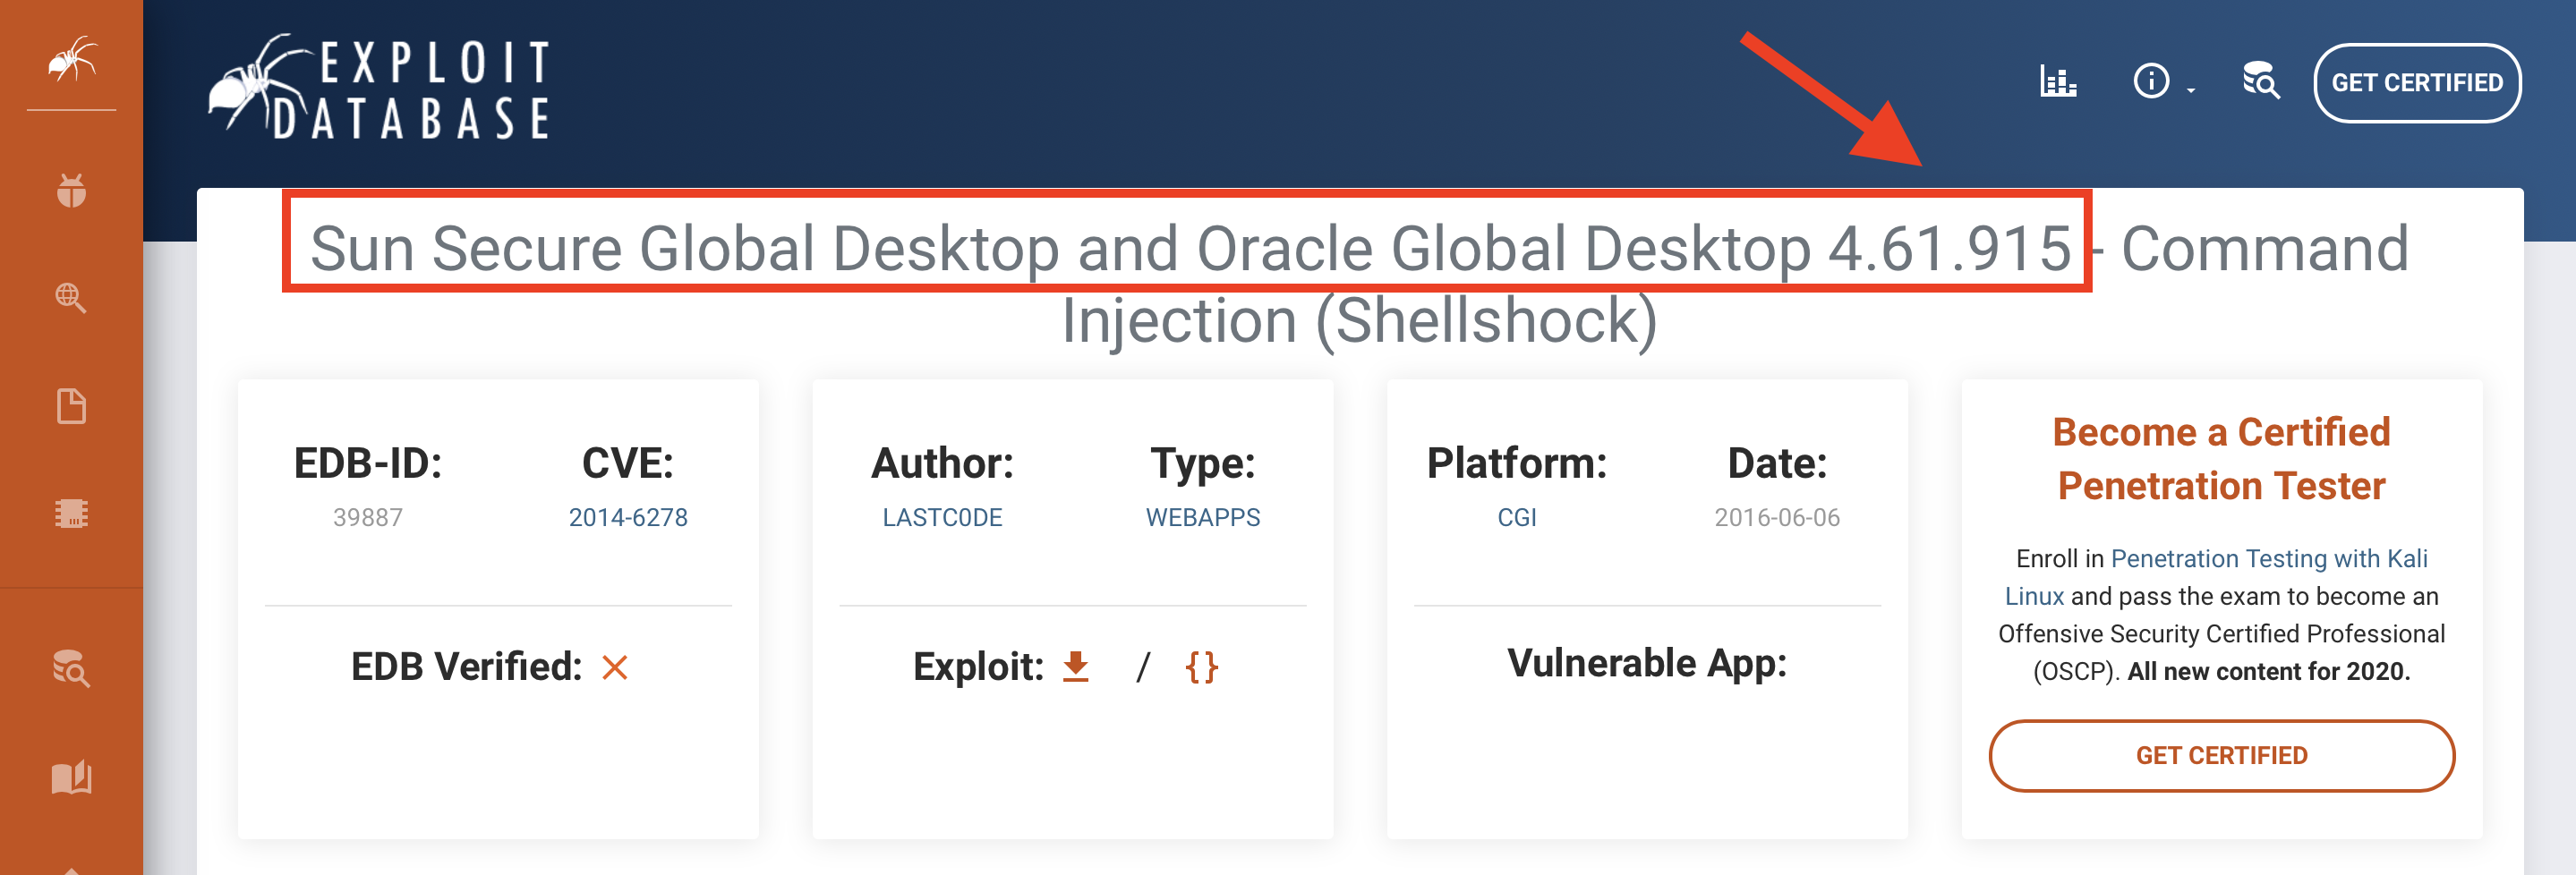 EXPLOIT
DATABASE
GET CERTIFIED
Sun Secure Global Desktop and Oracle Global Desktop 4.61.915 - Command
Injection (Shellshock)
EDB-ID:
39887
CVE:
2014-6278
EDB Verified:
Author:
LASTC0DE
Type:
WEBAPPS
Exploit: / {}
Platform:
CGI
Date:
2016-06-06
Vulnerable App:
Become a Certified
Penetration Tester
Enroll in Penetration Testing with Kali
Linux and pass the exam to become an
Offensive Security Certified Professional
(OSCP). All new content for 2020.
GET CERTIFIED